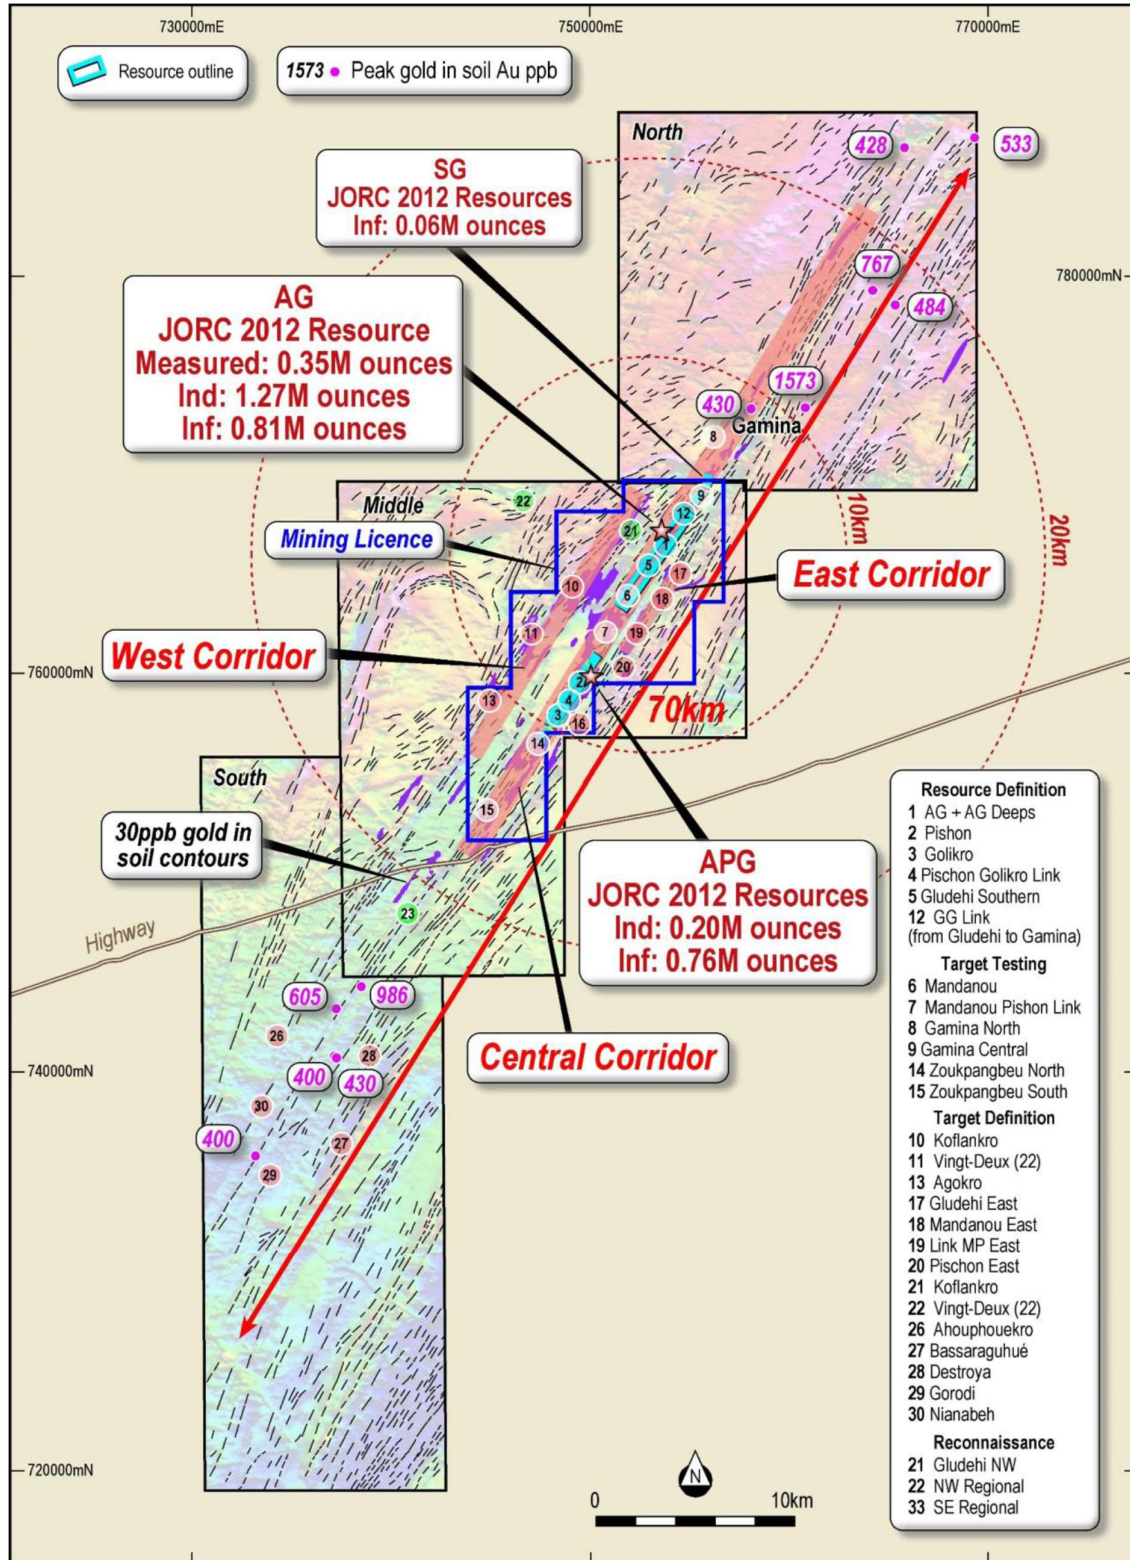 730000mE
750000mE
770000mE
Resource outline
1573 Peak gold in soil Au ppb
North
428
533
SG
JORC 2012 Resources
Inf: 0.06M ounces
780000mN
767
484
AG
JORC 2012 Resource
Measured: 0.35M ounces
Ind: 1.27M ounces
Inf: 0.81M ounces
1573
430
Gamina
8
9
Middle
22
12
10km
20km
21
Mining Licence
1
5
17
East Corridor
10
6
18
11
7
19
West Corridor
20
760000mN
2
13
4
70km
3
16
14
South
15
30ppb gold in
soil contours
APG
JORC 2012 Resources
Ind: 0.20M ounces
Inf: 0.76M ounces
23
Highway
605
986
26
Central Corridor
28
400
430
740000mN
30
400
27
29
720000mN
N
0 10km
Resource Definition
1 AG + AG Deeps
2 Pishon
3 Golikro
4 Pischon Golikro Link
5 Gludehi Southern
12 GG Link
(from Gludehi to Gamina)
Target Testing
6 Mandanou
7 Mandanou Pishon Link
8 Gamina North
9 Gamina Central
14 Zoukpangbeu North
15 Zoukpangbeu South
Target Definition
10 Koflankro
11 Vingt-Deux (22)
13 Agokro
17 Gludehi East
18 Mandanou East
19 Link MP East
20 Pischon East
21 Koflankro
22 Vingt-Deux (22)
26 Ahouphouekro
27 Bassaraguhué
28 Destroya
29 Gorodi
30 Nianabeh
Reconnaissance
21 Gludehi NW
22 NW Regional
33 SE Regional